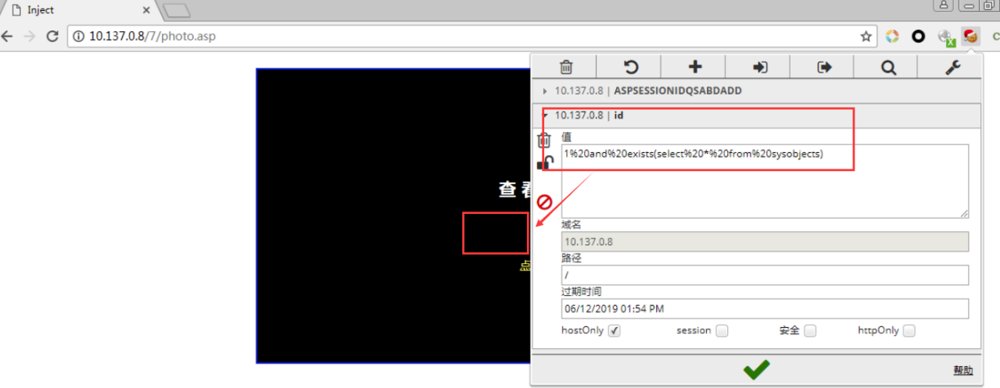 Inject
10.137.0.8/7/photo.asp
10.137.0.8 | ASPSESSIONIDQSABDADD
10.137.0.8 | id
值
1%20and%20exists(select%20*%20from%20sysobjects)
域名
10.137.0.8
路径
/
过期时间
06/12/2019 01:54 PM
hostOnly session 安全 httpOnly
帮助
查看
点